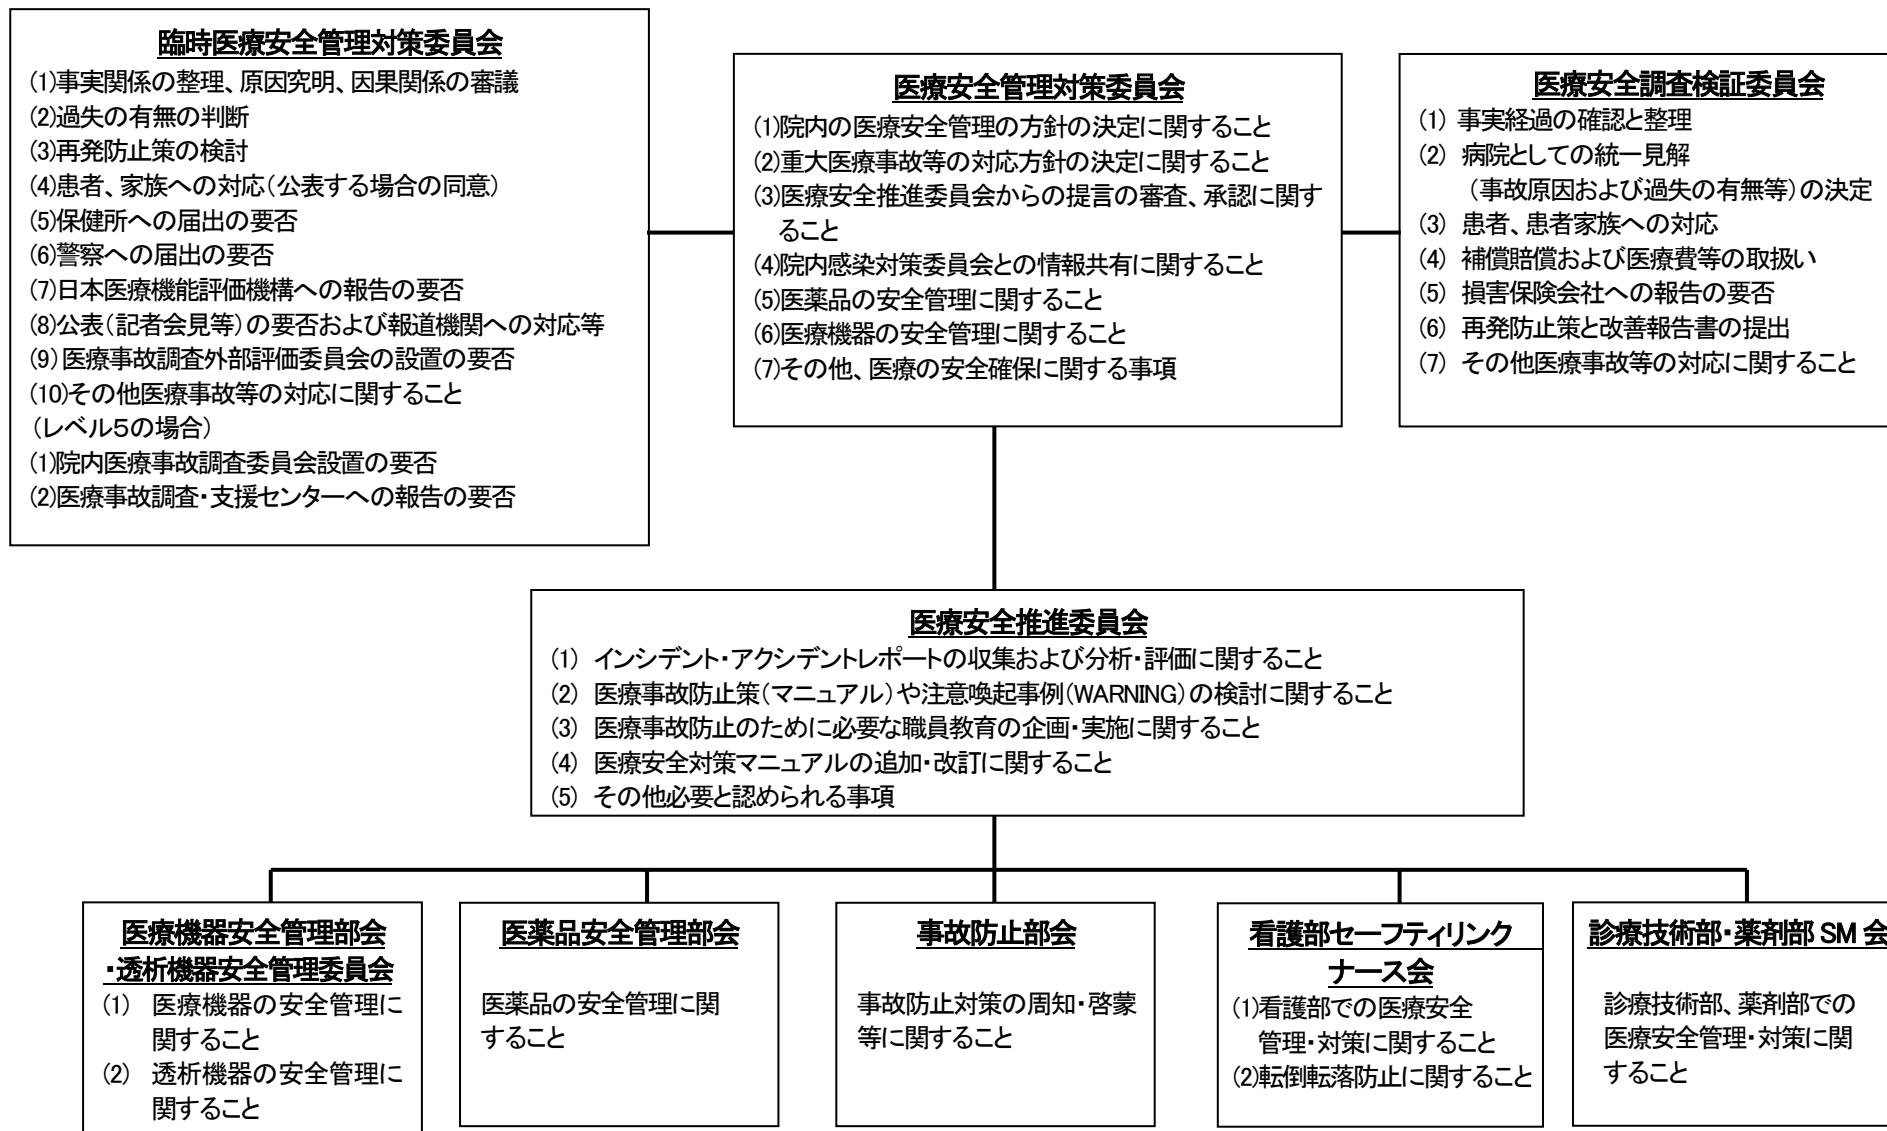 臨時医療安全管理対策委員会
(1)事実関係の整理、原因究明、因果関係の審議
(2)過失の有無の判断
(3)再発防止策の検討
(4)患者、家族への対応(公表する場合の同意)
(5)保健所への届出の要否
(6)警察への届出の要否
(7)日本医療機能評価機構への報告の要否
(8)公表(記者会見等)の要否および報道機関への対応等
(9)医療事故調査外部評価委員会の設置の要否
(10)その他医療事故等の対応に関すること
(レベル5の場合)
(1)院内医療事故調査委員会設置の要否
(2)医療事故調査・支援センターへの報告の要否
医療安全管理対策委員会
(1)院内の医療安全管理の方針の決定に関すること
(2)重大医療事故等の対応方針の決定に関すること
(3)医療安全推進委員会からの提言の審査、承認に関す
ること
(4)院内感染対策委員会との情報共有に関すること
(5)医薬品の安全管理に関すること
(6)医療機器の安全管理に関すること
(7)その他、医療の安全確保に関する事項
医療安全調査検証委員会
(1) 事実経過の確認と整理
(2) 病院としての統一見解
(事故原因および過失の有無等)の決定
(3) 患者、患者家族への対応
(4) 補償賠償および医療費等の取扱い
(5) 損害保険会社への報告の要否
(6) 再発防止策と改善報告書の提出
(7) その他医療事故等の対応に関すること
医療安全推進委員会
(1) インシデント・アクシデントレポートの収集および分析・評価に関すること
(2) 医療事故防止策(マニュアル)や注意喚起事例(WARNING)の検討に関すること
(3) 医療事故防止のために必要な職員教育の企画・実施に関すること
(4) 医療安全対策マニュアルの追加・改訂に関すること
(5) その他必要と認められる事項
医療機器安全管理部会
・透析機器安全管理委員会
(1) 医療機器の安全管理に
関すること
(2) 透析機器の安全管理に
関すること
医薬品安全管理部会
医薬品の安全管理に関
すること
事故防止部会
事故防止対策の周知・啓蒙
等に関すること
看護部セーフティリンク
ナース会
(1)看護部での医療安全
管理・対策に関すること
(2)転倒転落防止に関すること
診療技術部・薬剤部 SM 会
診療技術部、薬剤部での
医療安全管理・対策に関
すること